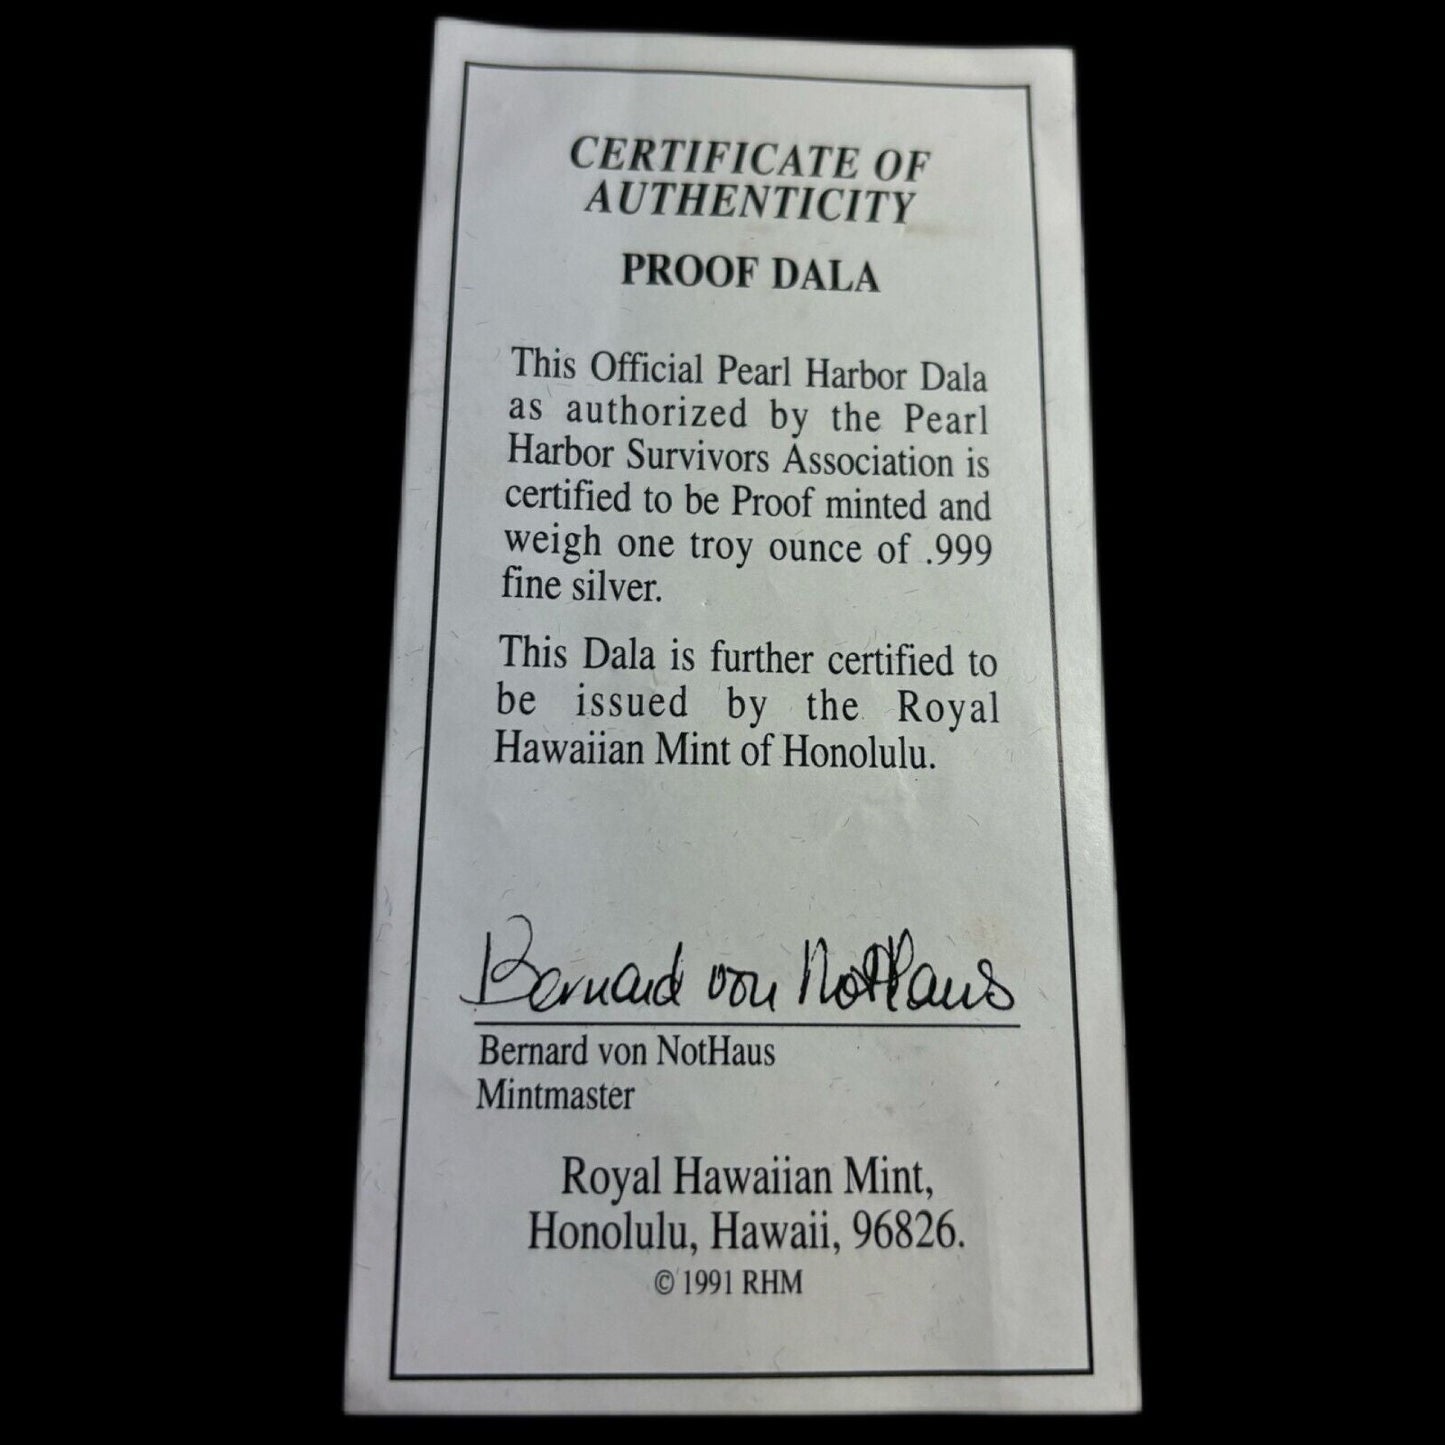 CERTIFICATE OF
AUTHENTICITY
PROOF DALA
This Official Pearl Harbor Dala
as authorized by the Pearl
Harbor Survivors Association is
certified to be Proof minted and
weigh one troy ounce of .999
fine silver.
This Dala is further certified to
be issued by the Royal
Hawaiian Mint of Honolulu.
Bernard von NotHaus
Bernard von NotHaus
Mintmaster
Royal Hawaiian Mint,
Honolulu, Hawaii, 96826.
© 1991 RHM